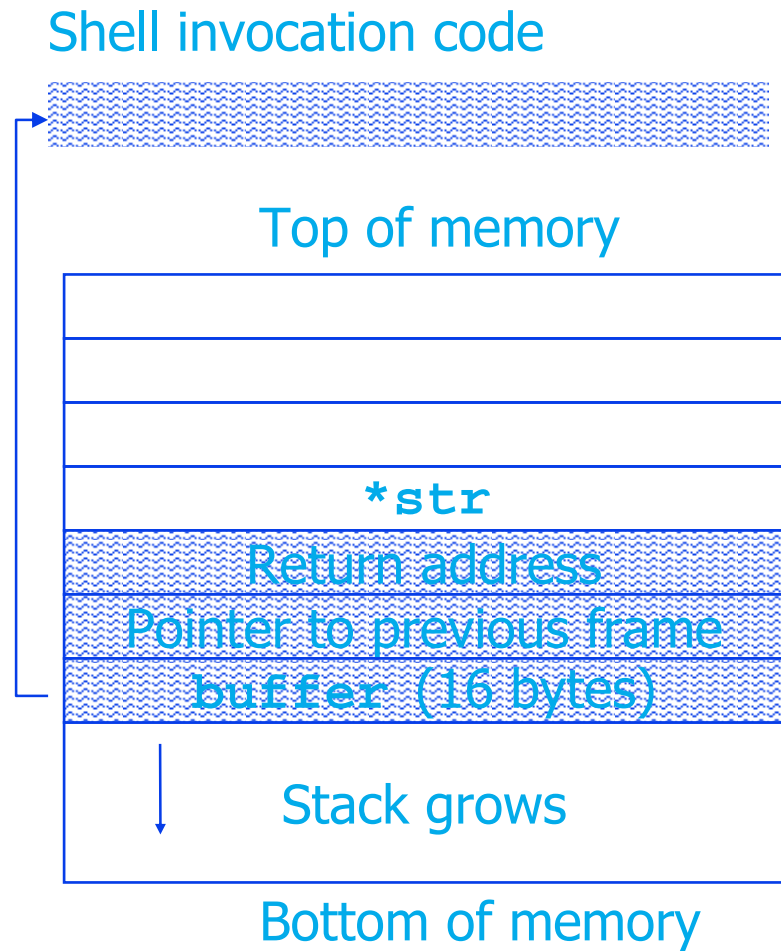 Shell invocation code
Top of memory
*str
Return address
Pointer to previous frame
buffer (16 bytes)
Stack grows
Bottom of memory